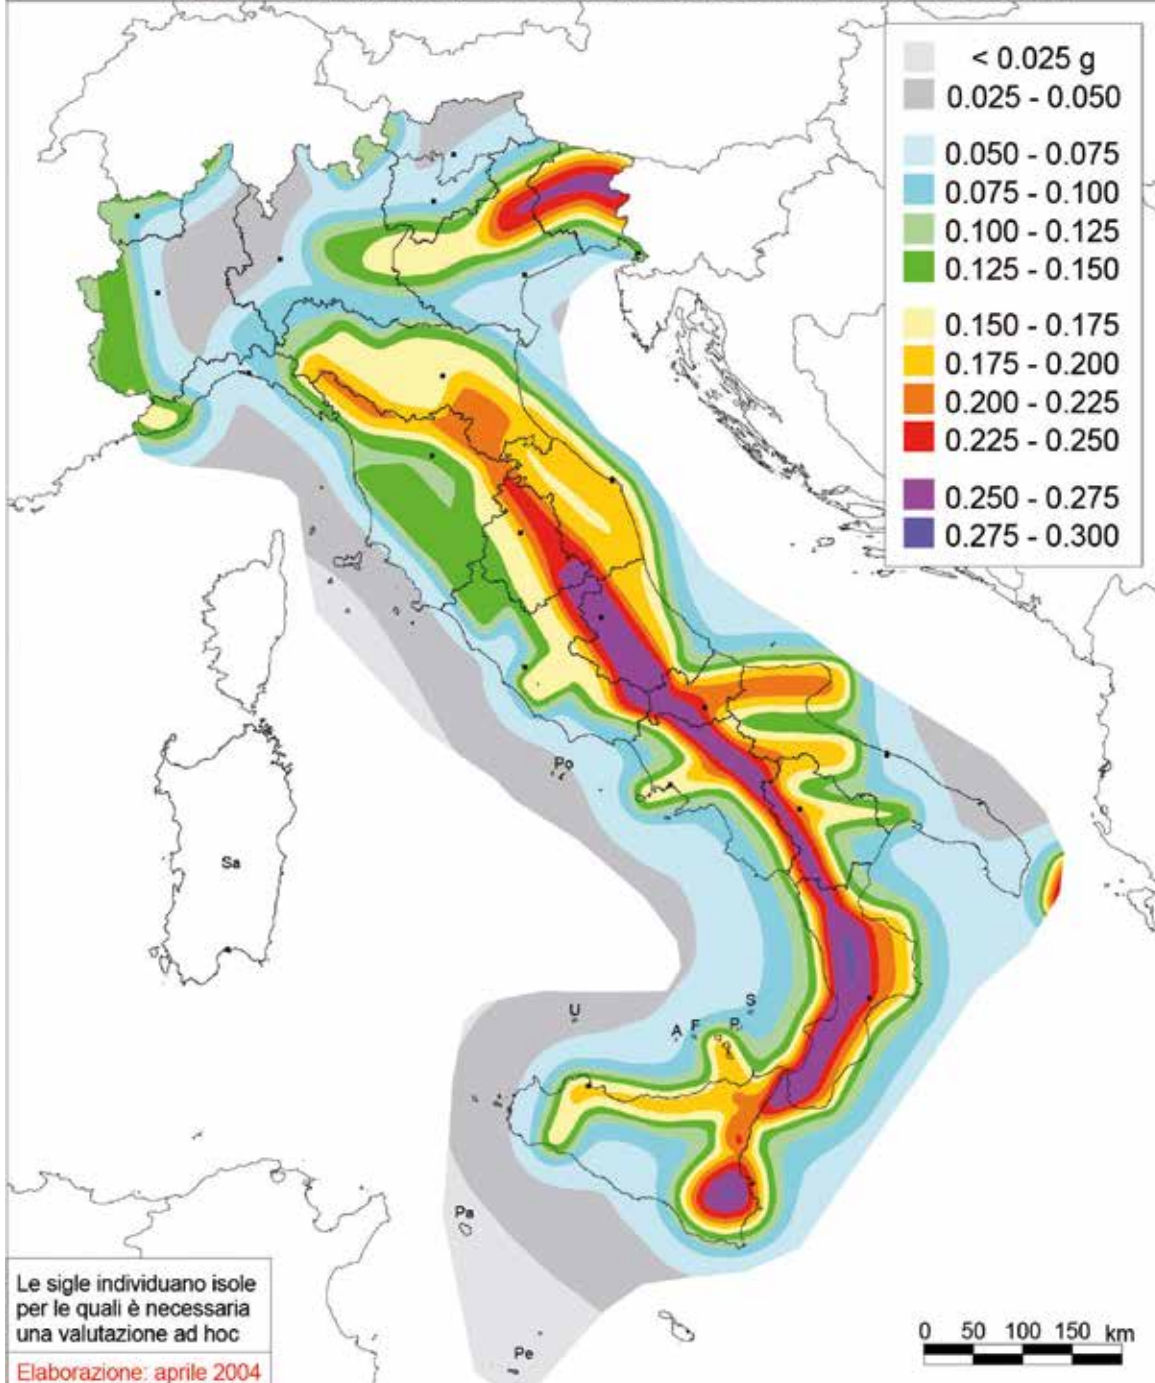 < 0.025 g
0.025 - 0.050
0.050 - 0.075
0.075 - 0.100
0.100 - 0.125
0.125 - 0.150
0.150 - 0.175
0.175 - 0.200
0.200 - 0.225
0.225 - 0.250
0.250 - 0.275
0.275 - 0.300
Po
Sa
U
S
A F P
Pa
Pe
Le sigle individuano isole
per le quali è necessaria
una valutazione ad hoc
Elaborazione: aprile 2004
0 50 100 150 km